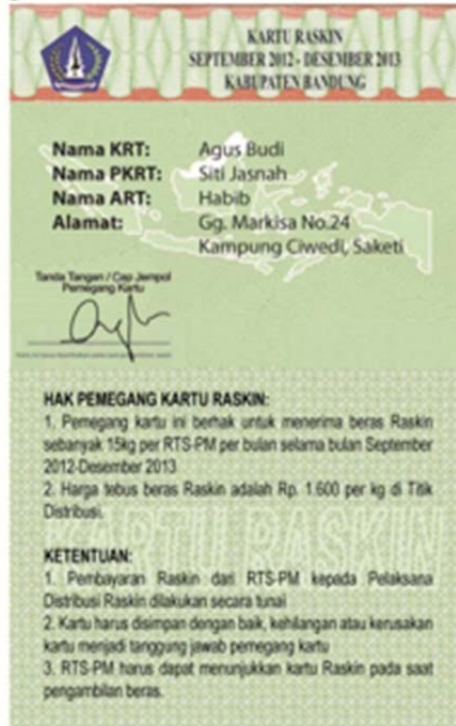 KARTU RASKIN
SEPTEMBER 2012 - DESEMBER 2013
KABUPATEN BANDUNG
Nama KRT: Agus Budi
Nama PKRT: Siti Jasnah
Nama ART: Habib
Alamat: Gg. Markisa No.24
Kampung Ciwedi, Saketi
Tanda Tangan / Cap Jempol
Pemegang Kartu
HAK PEMEGANG KARTU RASKIN:
1. Pemegang kartu ini berhak untuk menerima beras Raskin
sebanyak 15kg per RTS-PM per bulan selama bulan September
2012-Desember 2013
2. Harga tebus beras Raskin adalah Rp. 1.600 per kg di Titik
Distribusi.
KARTU RASKIN
KETENTUAN:
1. Pembayaran Raskin dari RTS-PM kepada Pelaksana
Distribusi Raskin dilakukan secara tunai
2. Kartu harus disimpan dengan baik, kehilangan atau kerusakan
kartu menjadi tanggung jawab pemegang kartu
3. RTS-PM harus dapat menunjukkan kartu Raskin pada saat
pengambilan beras.